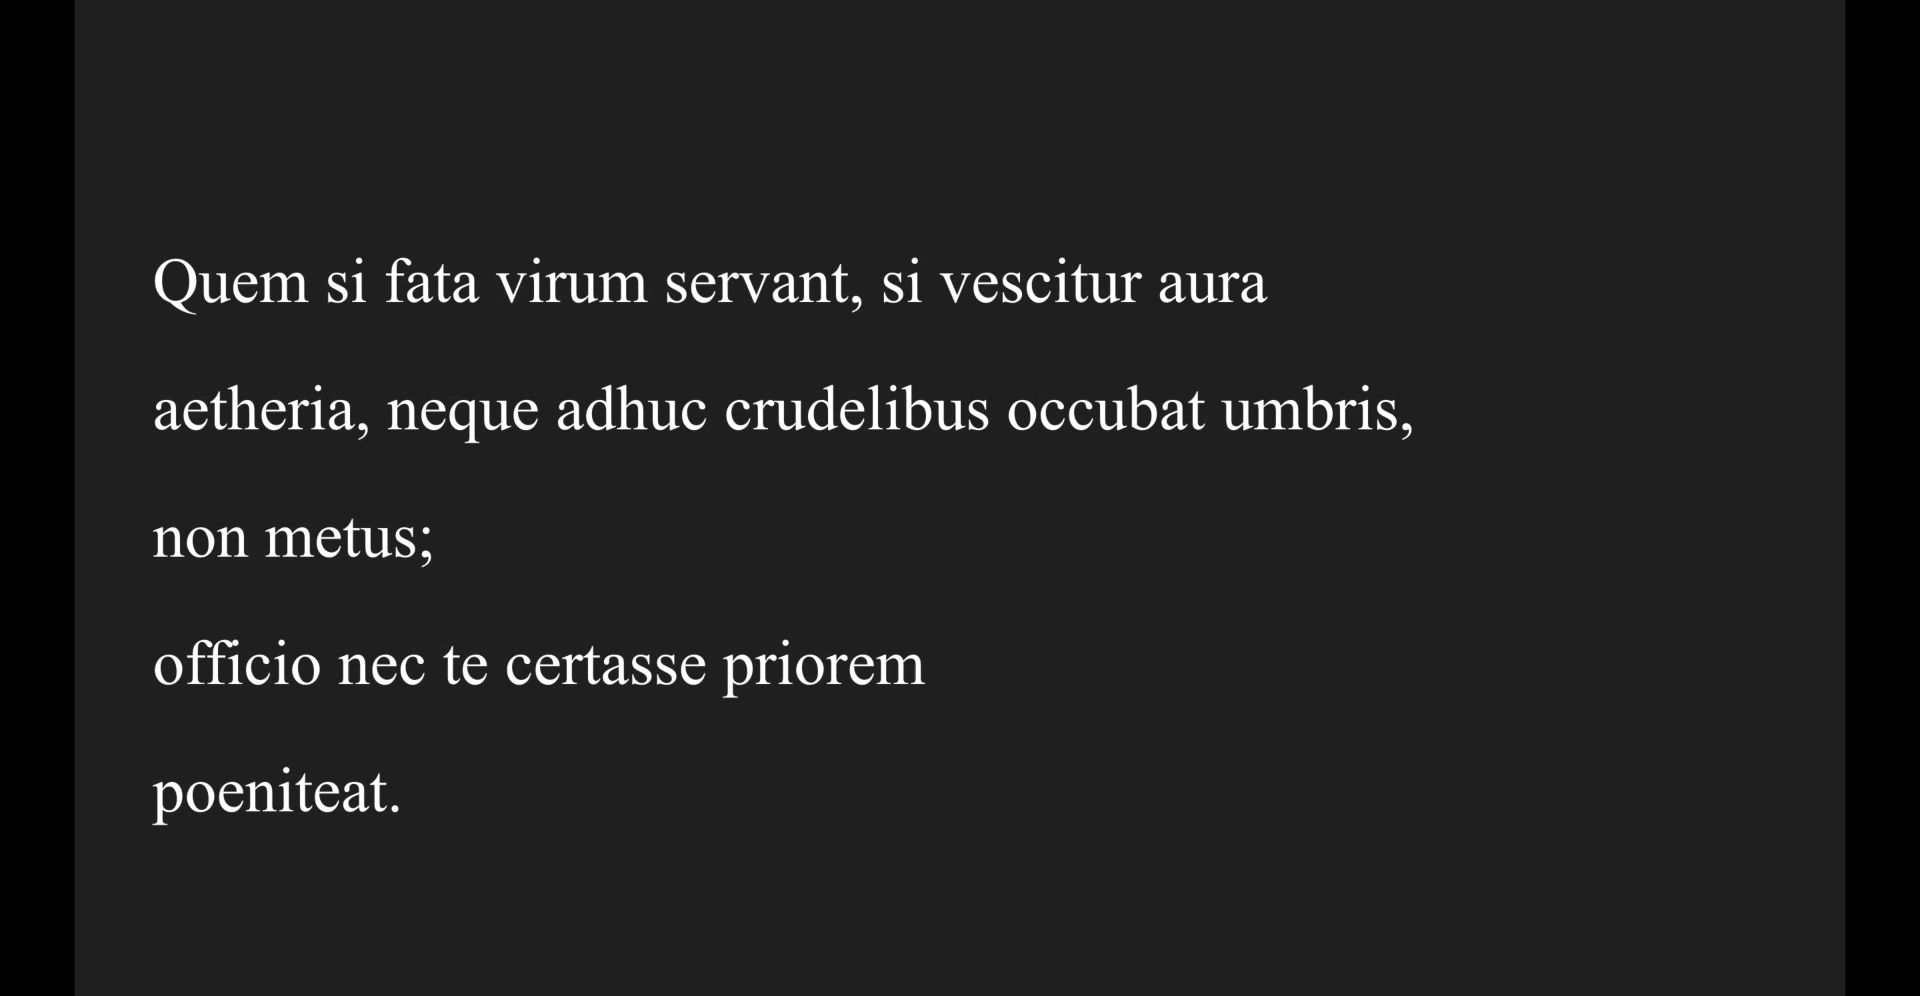 Quem si fata virum servant, si vescitur aura
aetheria, neque adhuc crudelibus occubat umbris,
non metus;
officio nec te certasse priorem
poeniteat.